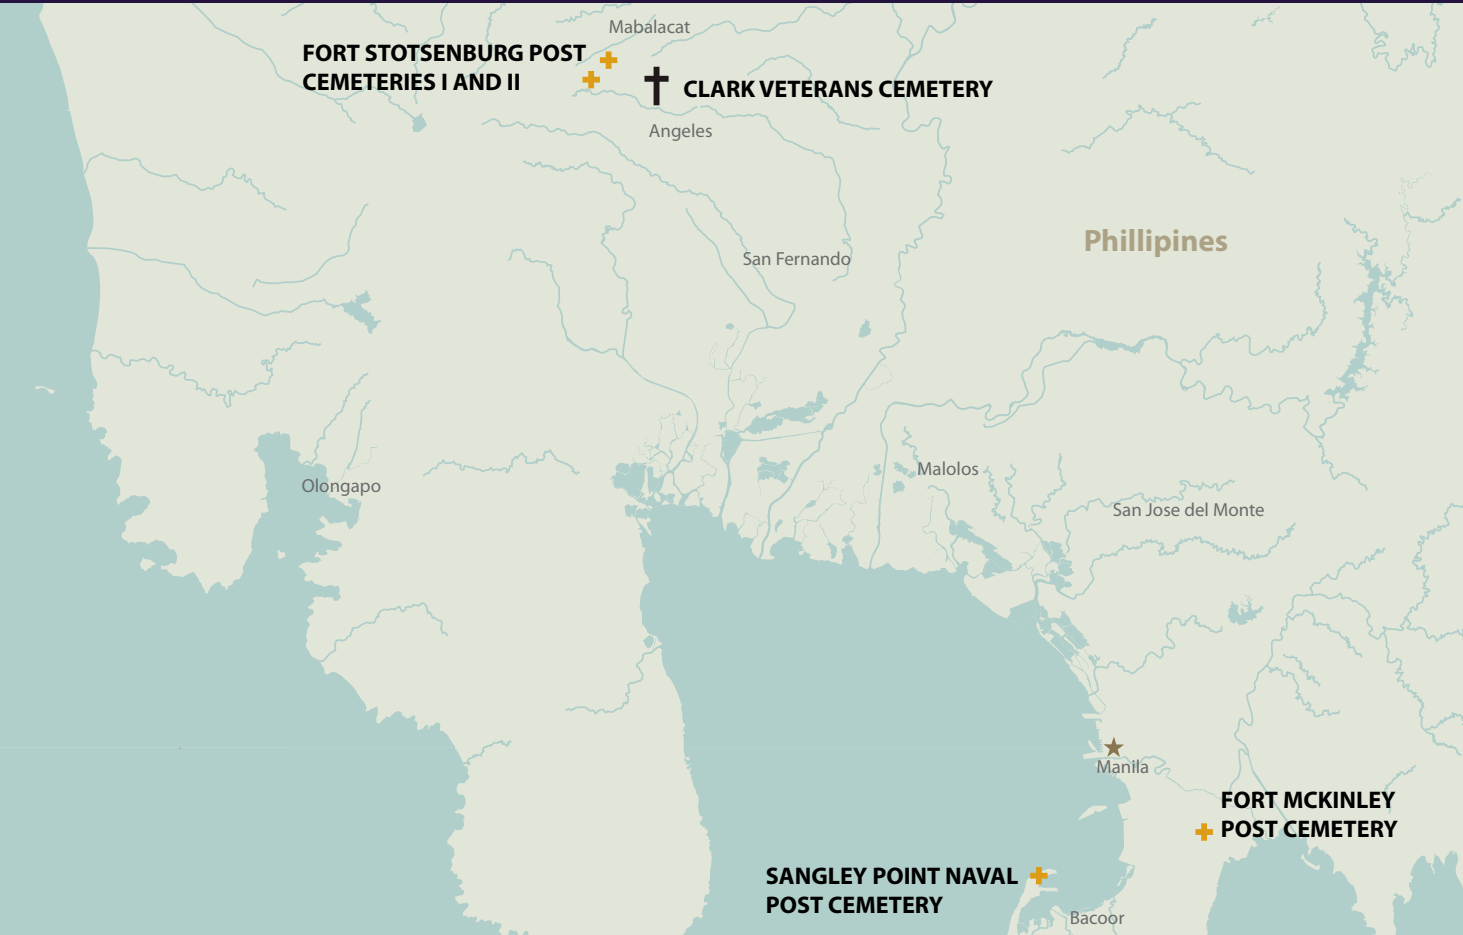 Mabalacat
FORT STOTSENBURG POST
CEMETERIES I AND II
CLARK VETERANS CEMETERY
Angeles
Phillipines
San Fernando
Malolos
Olongapo
San Jose del Monte
Manila
FORT MCKINLEY
POST CEMETERY
SANGLEY POINT NAVAL
POST CEMETERY
Bacoor